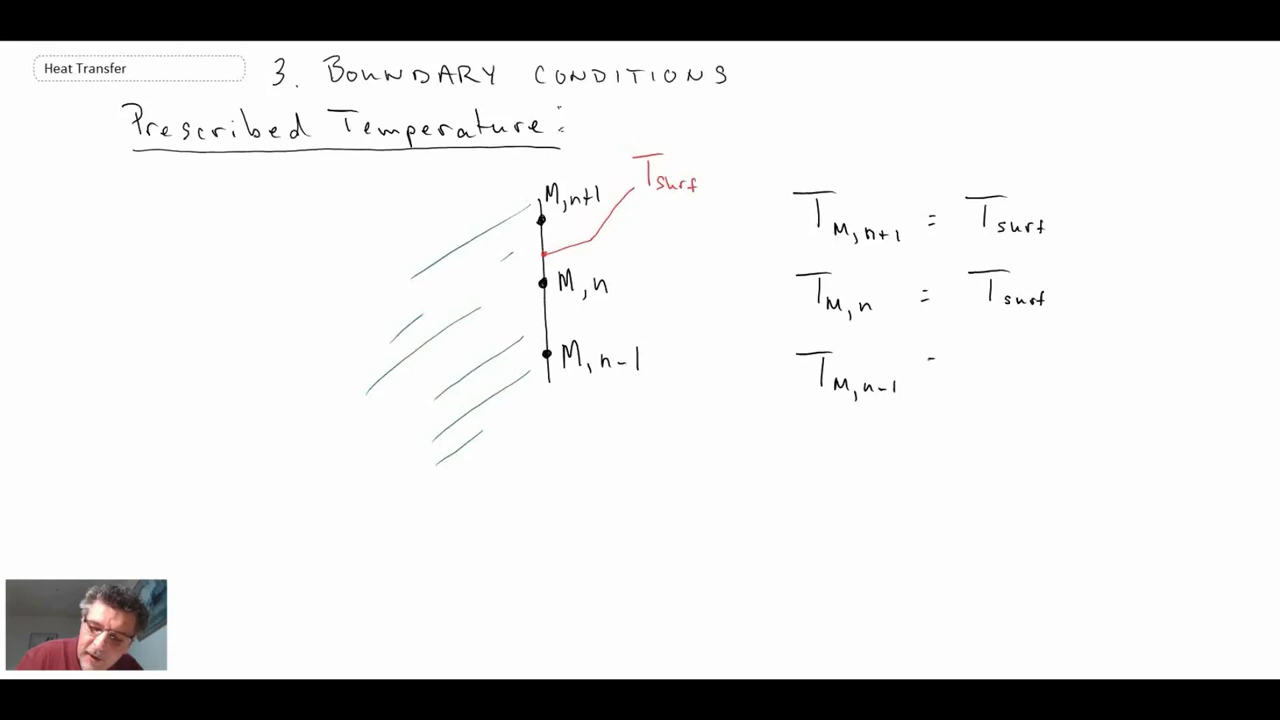 Heat Transfer
3. BOUNDARY CONDITIONS
Prescribed Temperature:
M,n+1
Tsurf
M,n
M,n-1
TM,n+1 = Tsurf
TM,n = Tsurf
TM,n-1 =